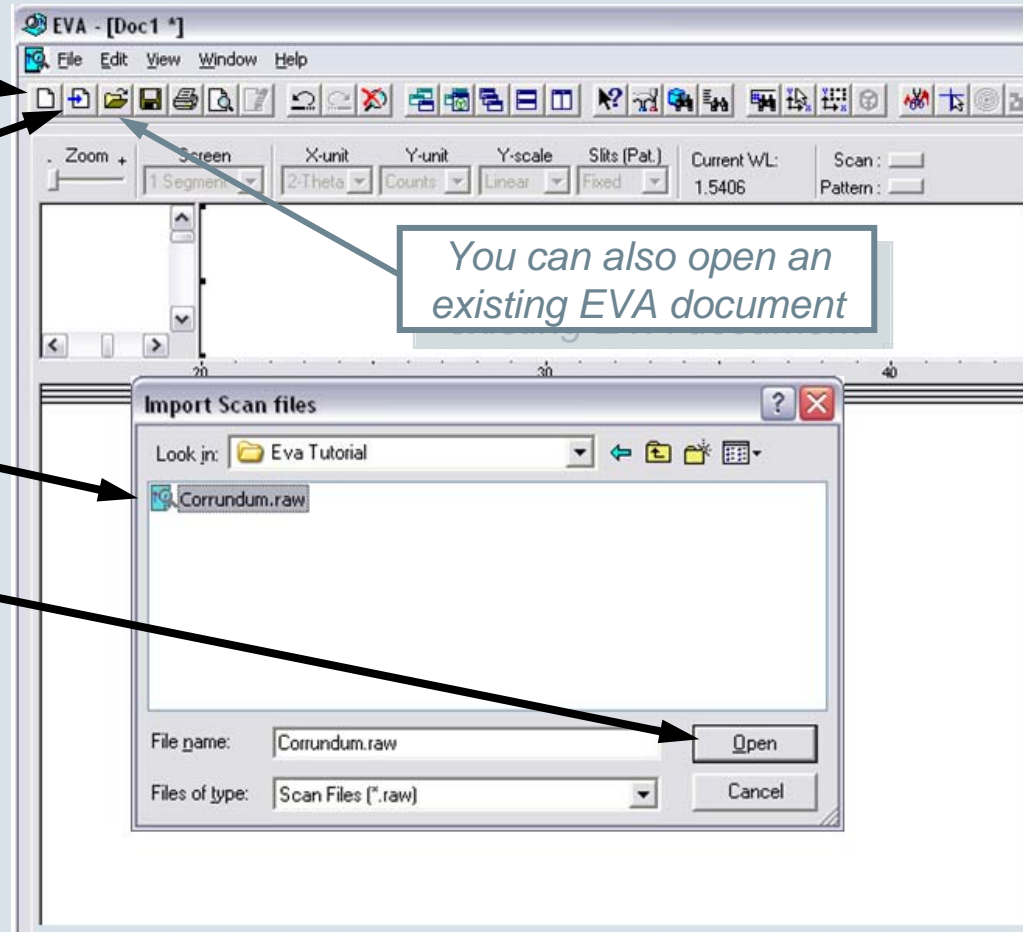 EVA - [Doc1 *]
File Edit View Window Help
. Zoom + Screen X-unit Y-unit Y-scale Slits (Pat.) Current WL: Scan :
1 Segment 2-Theta Counts Linear Fixed 1.5406 Pattern :
You can also open an
existing EVA document
20 30 40
Import Scan files
Look in: Eva Tutorial
Corrundum.raw
File name: Corrundum.raw Open
Files of type: Scan Files (*.raw) Cancel